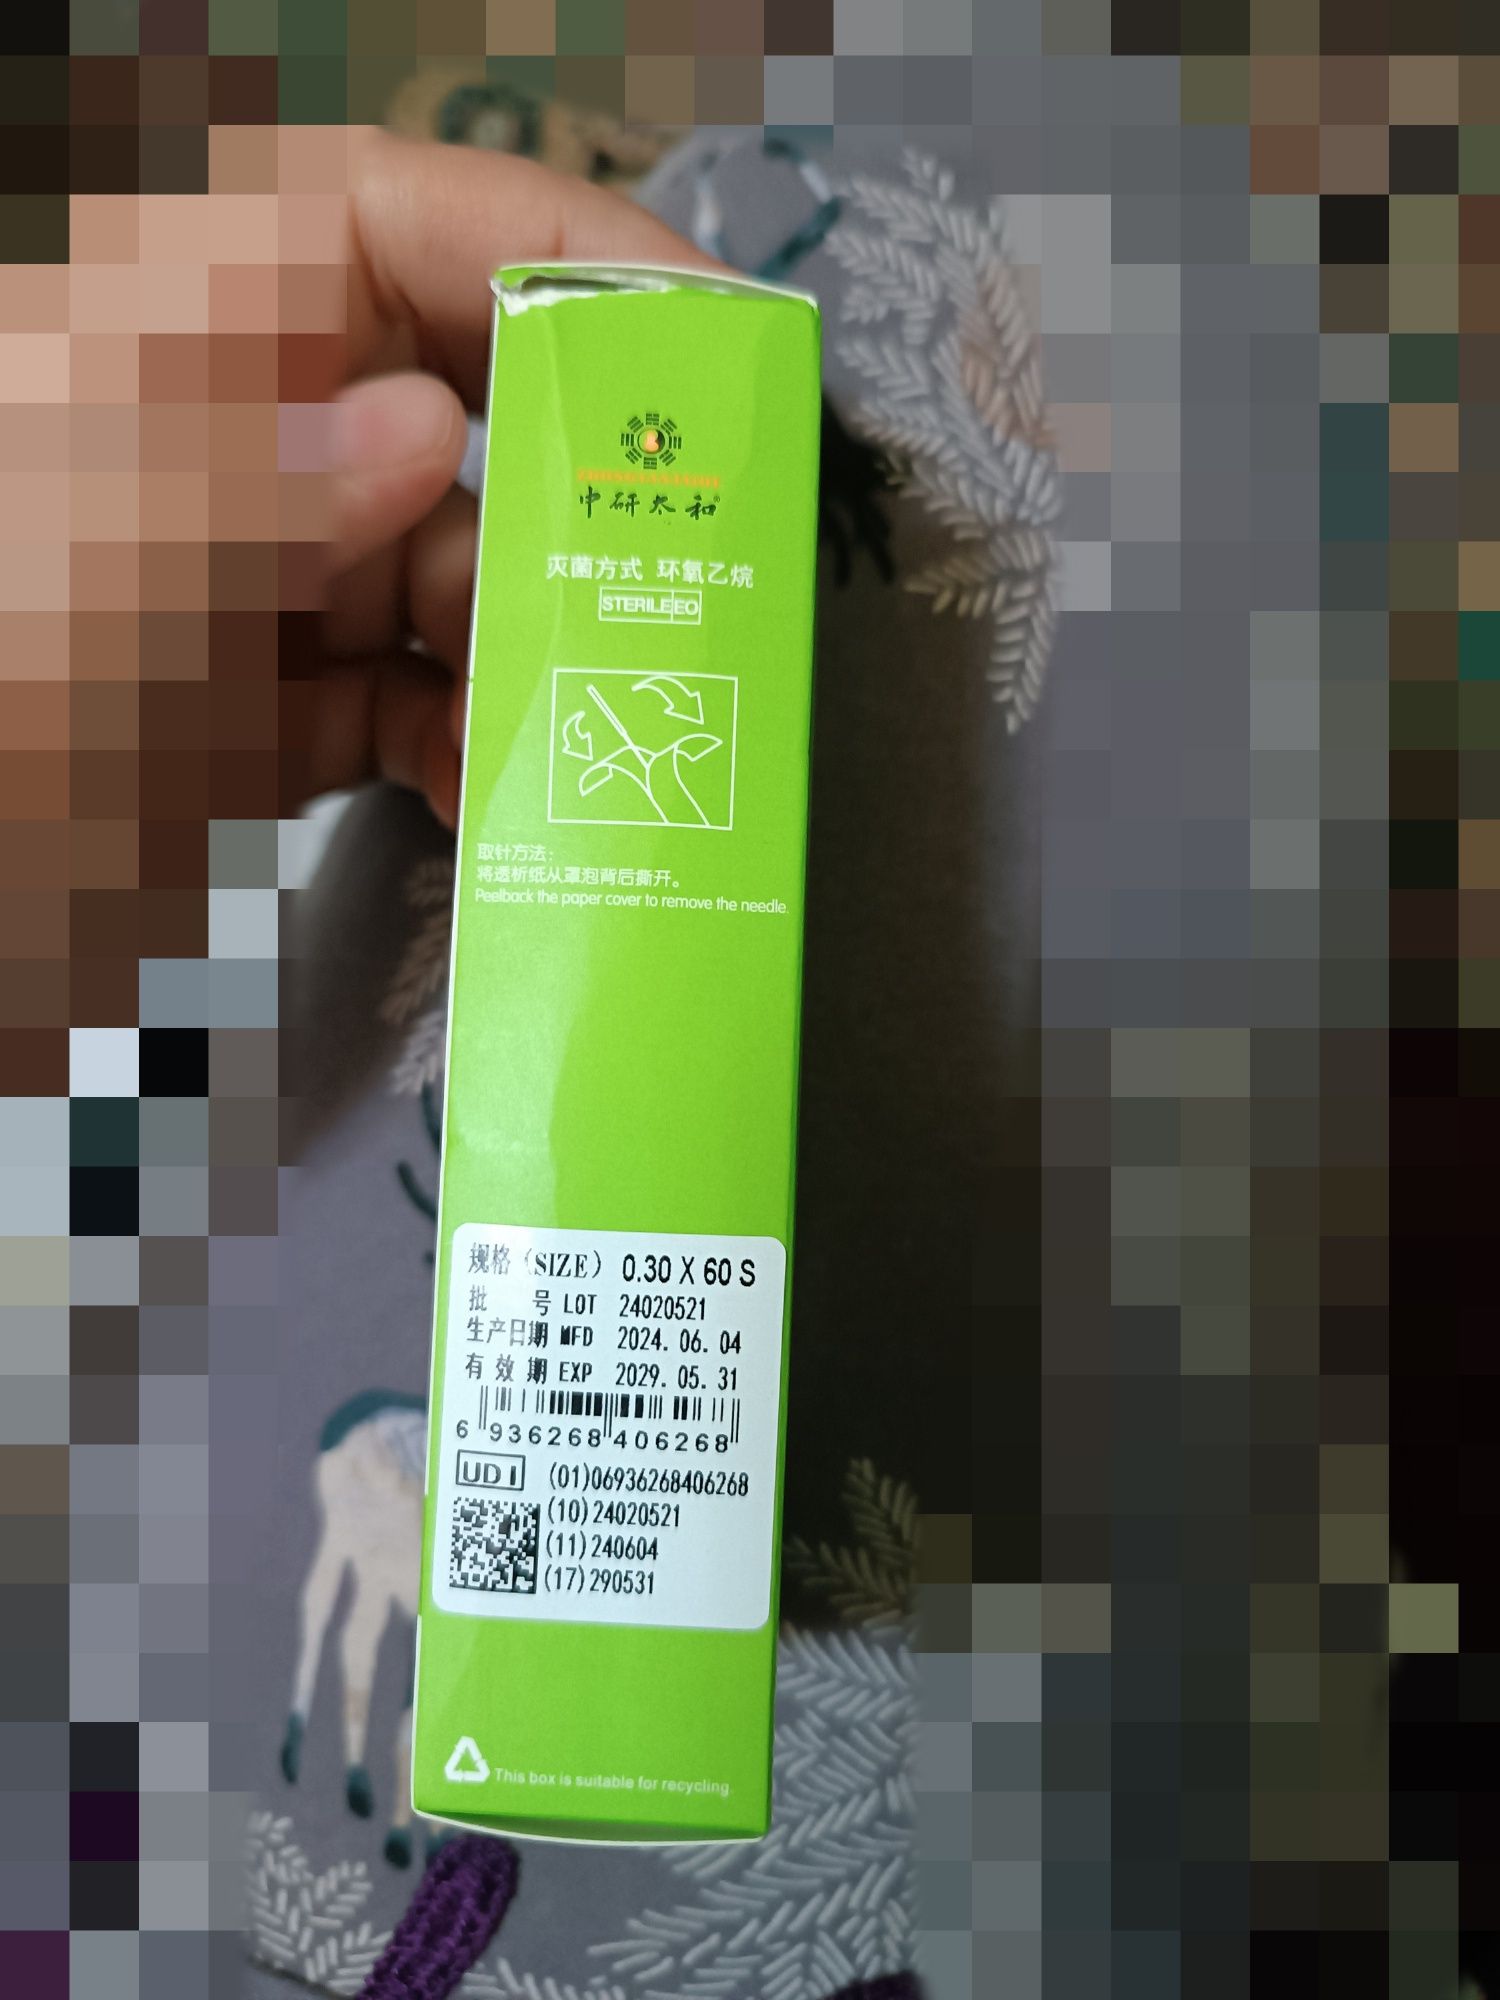 ZHONGYANTAIHE
中研太和
灭菌方式 环氧乙烷
STERILE EO
取针方法：
将透析纸从罩泡背后撕开。
Peelback the paper cover to remove the needle.
规格（SIZE） 0.30 X 60 S
批 号 LOT 24020521
生产日期 MFD 2024. 06. 04
有 效 期 EXP 2029. 05. 31
6 936268 406268
UDI (01)06936268406268
(10)24020521
(11)240604
(17)290531
This box is suitable for recycling